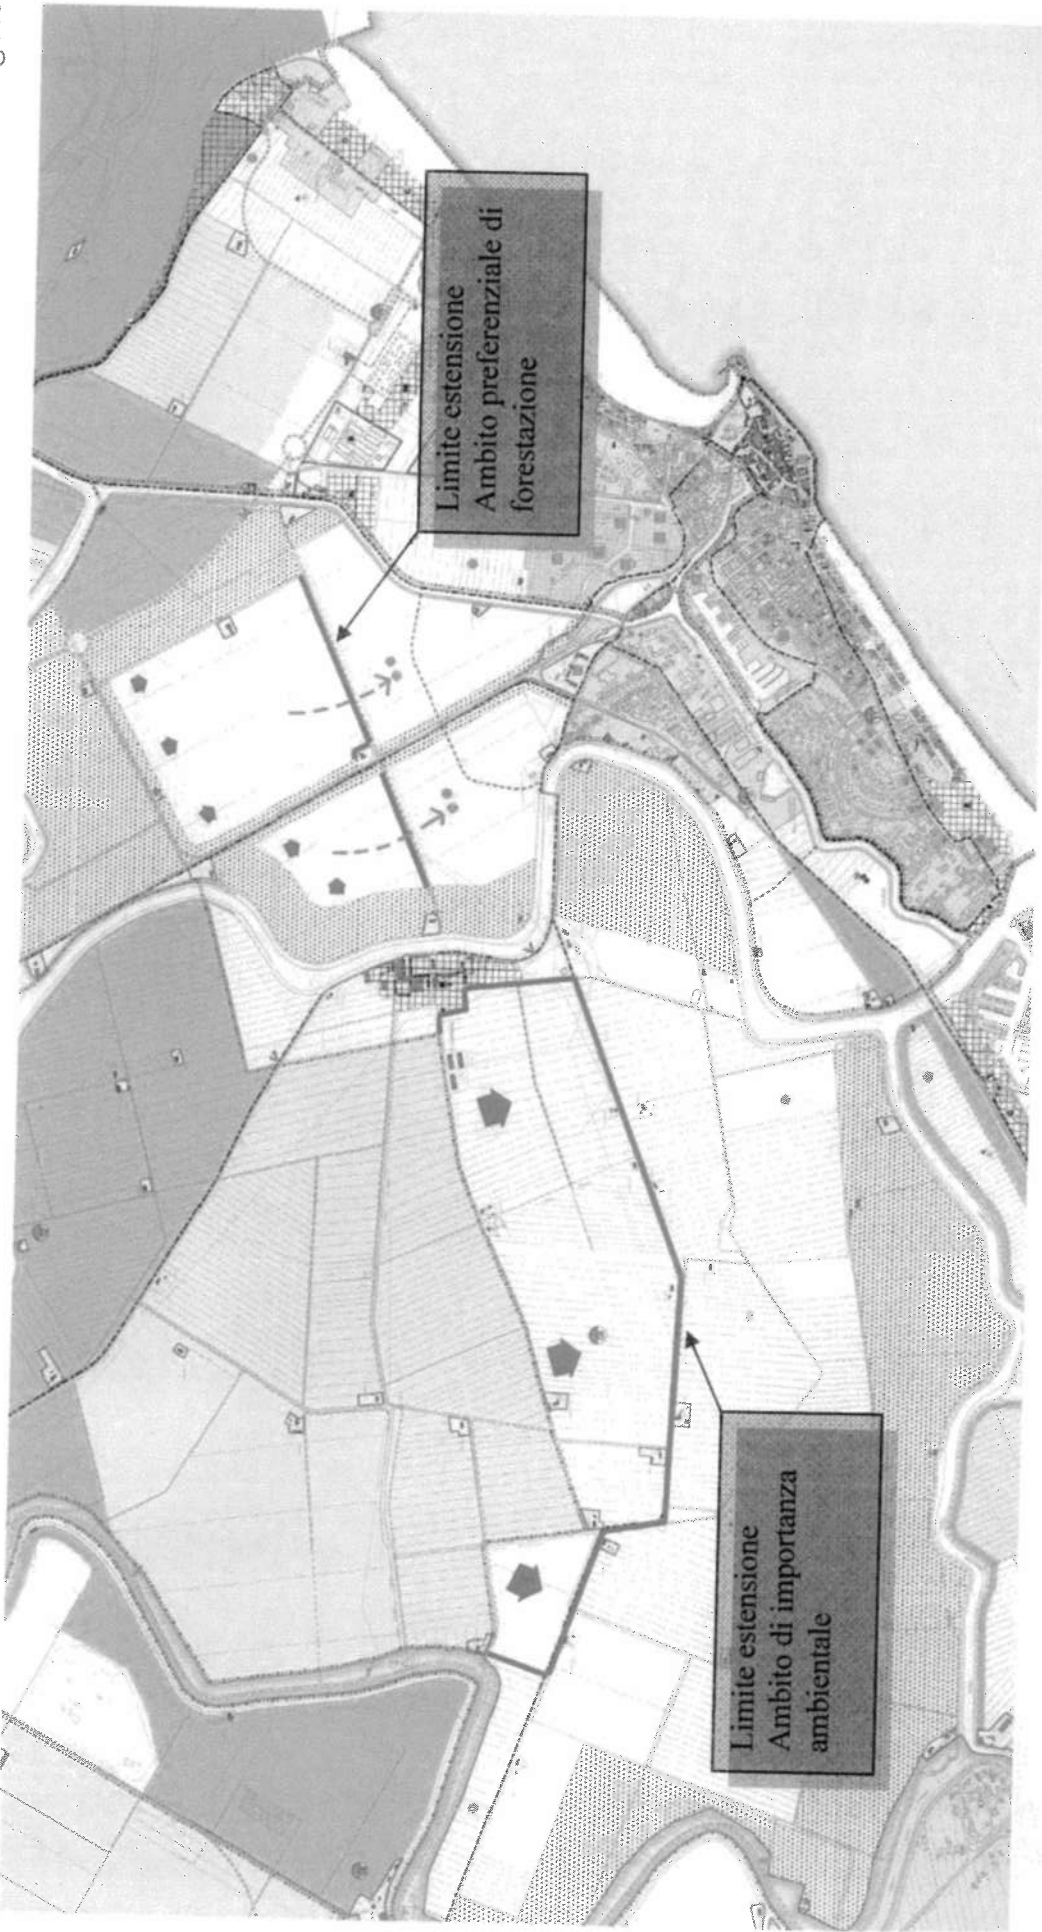 Limite estensione
Ambito preferenziale di
forestazione
Limite estensione
Ambito di importanza
ambientale